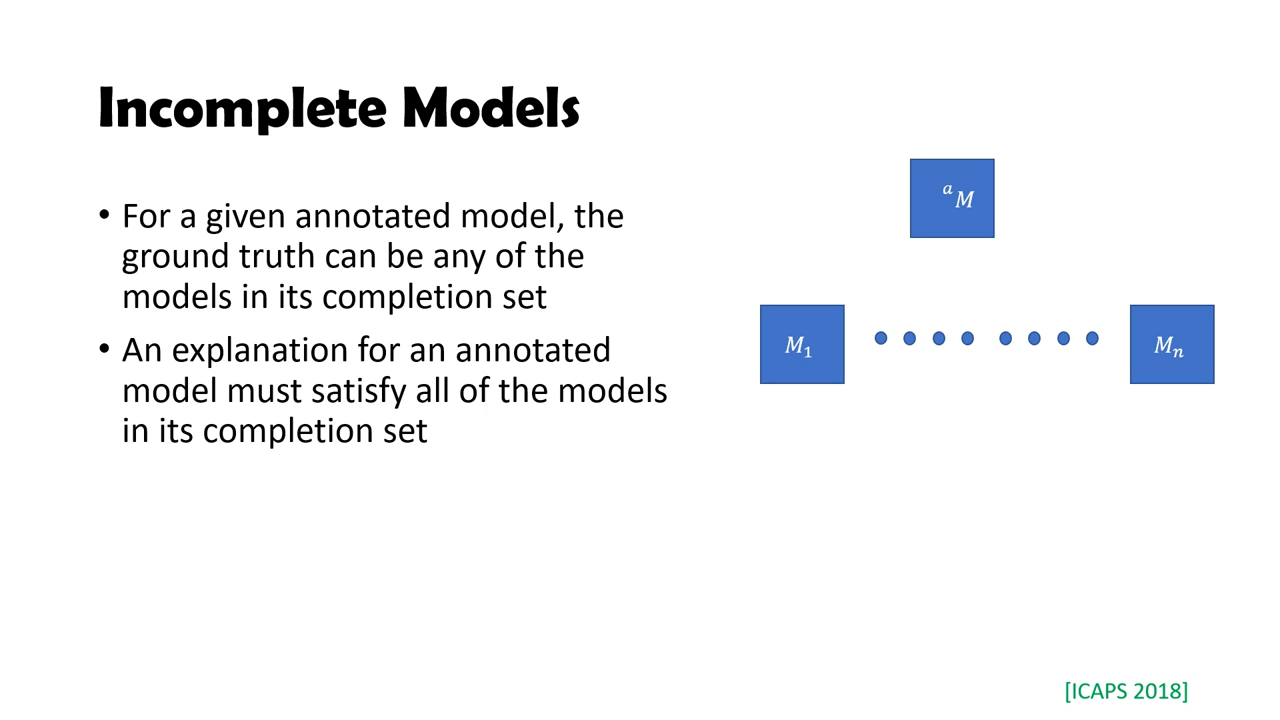 Incomplete Models
• For a given annotated model, the
ground truth can be any of the
models in its completion set
• An explanation for an annotated
model must satisfy all of the models
in its completion set
ᵃM
M₁
Mₙ
[ICAPS 2018]